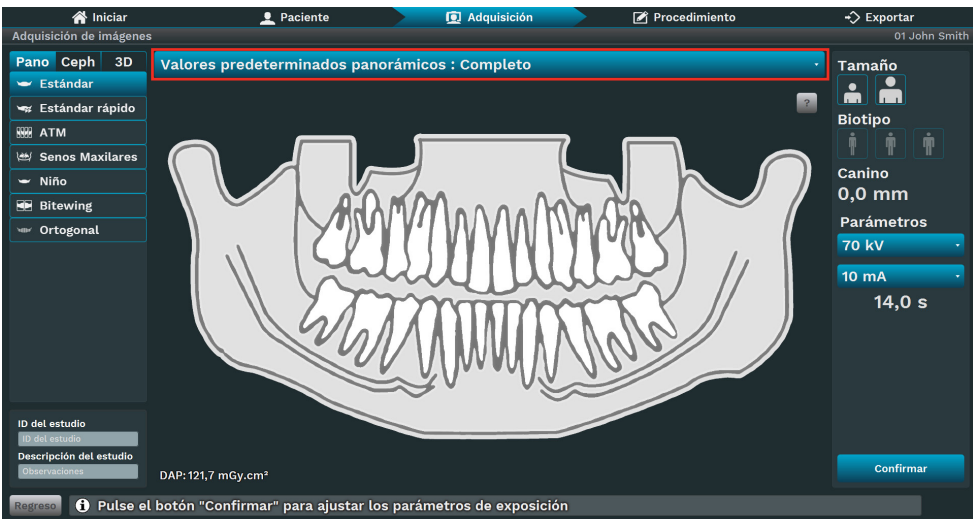 Iniciar
Paciente
Adquisición
Procedimiento
Exportar
Adquisición de imágenes
01 John Smith
Pano Ceph 3D
Estándar
Estándar rápido
ATM
Senos Maxilares
Niño
Bitewing
Ortogonal
ID del estudio
ID del estudio
Descripción del estudio
Observaciones
Valores predeterminados panorámicos : Completo
?
DAP: 121,7 mGy.cm²
Tamaño
Biotipo
Canino
0,0 mm
Parámetros
70 kV
10 mA
14,0 s
Confirmar
Regreso
Pulse el botón "Confirmar" para ajustar los parámetros de exposición